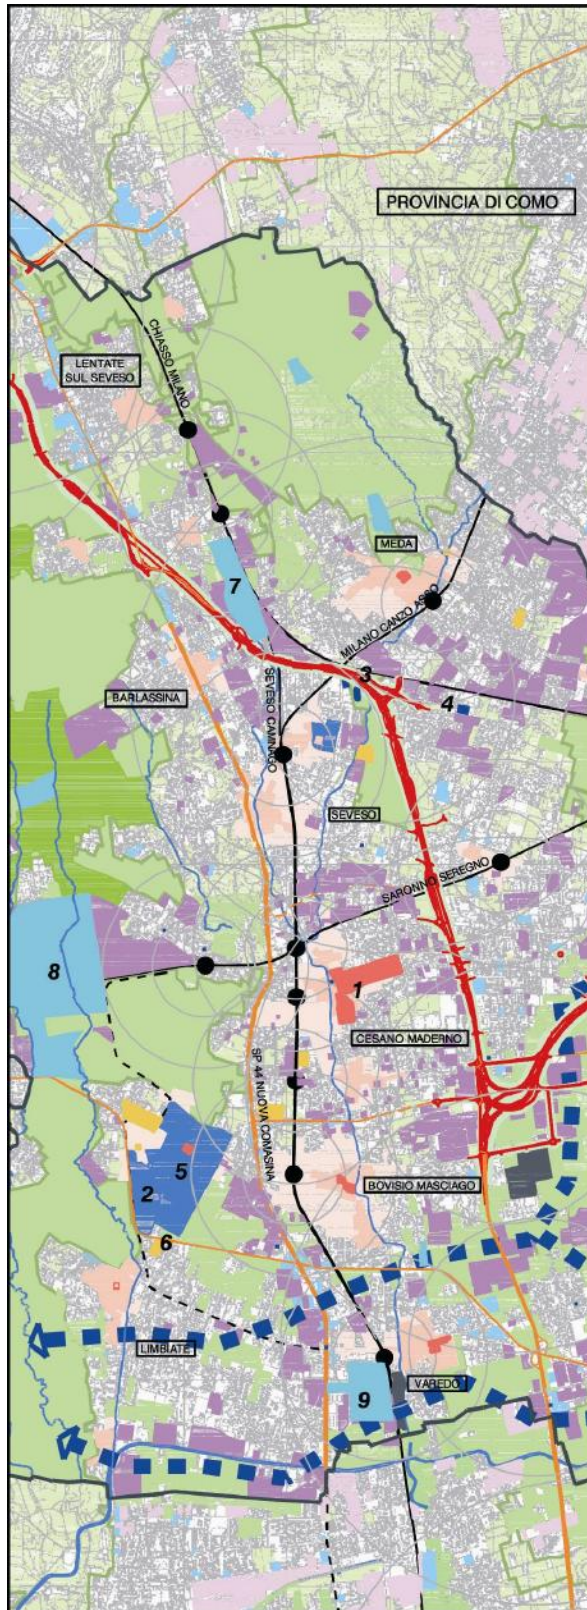 PROVINCIA DI COMO
CHIASSO MILANO
LENTATE
SUL SEVESO
MEDA
7
MILANO CANZO ASSO
3
4
BARLASSINA
SEVESO CAMNAGO
SEVESO
SARONNO SEREGNO
8
1
CESANO MADERNO
SP 44 NUOVA COMASINA
5
2
BOVISIO MASCIAGO
6
LIMBIATE
VAREDO
9